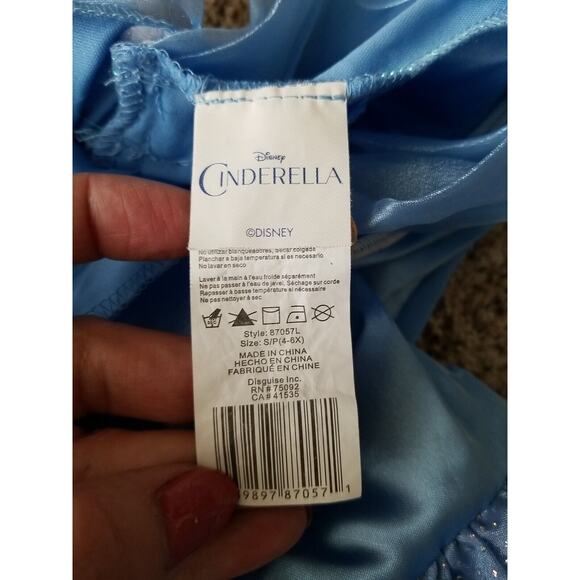 Disney
CINDERELLA
©DISNEY
No utilizar blanqueadores, Secar colgada
Planchar a baja temperatura si es necesario
No lavar en seco
Laver à la main à l'eau froide séparément
Ne pas passer à l'eau de javel. Séchage sur corde
Repasser à basse température si nécessaire
Ne pas nettoyer à sec
Style: 87057L
Size: S/P(4-6X)
MADE IN CHINA
HECHO EN CHINA
FABRIQUÉ EN CHINE
Disguise Inc.
RN# 75092
CA# 41535
9897 87057 1